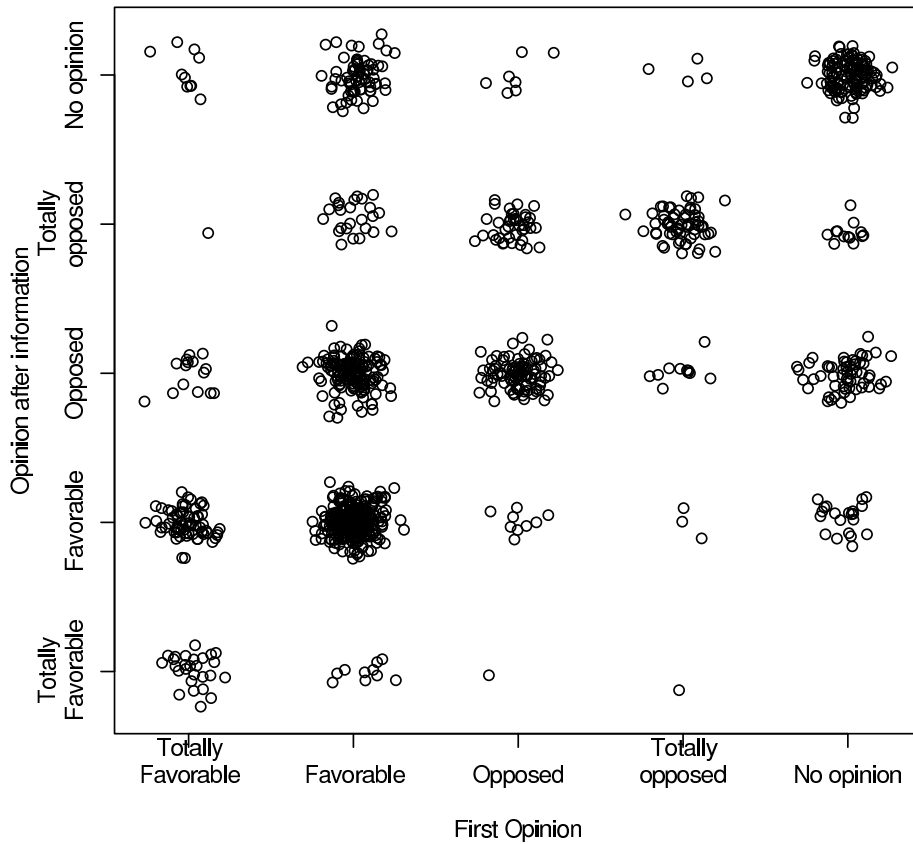 Opinion after information
No opinion
Totally
opposed
Opposed
Favorable
Totally
Favorable
Totally
Favorable
Favorable
Opposed
Totally
opposed
No opinion
First Opinion